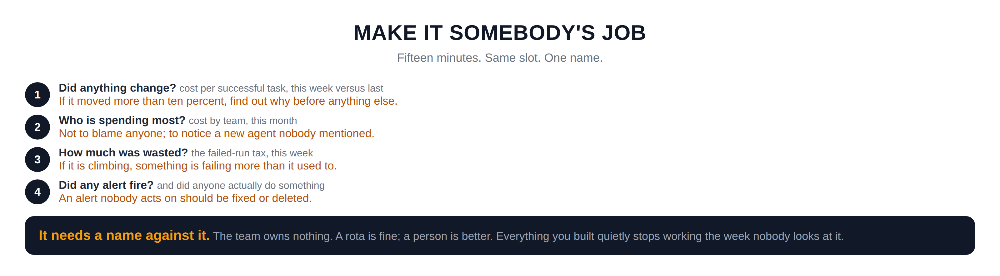 MAKE IT SOMEBODY'S JOB
Fifteen minutes. Same slot. One name.
1
Did anything change? cost per successful task, this week versus last
If it moved more than ten percent, find out why before anything else.
2
Who is spending most? cost by team, this month
Not to blame anyone; to notice a new agent nobody mentioned.
3
How much was wasted? the failed-run tax, this week
If it is climbing, something is failing more than it used to.
4
Did any alert fire? and did anyone actually do something
An alert nobody acts on should be fixed or deleted.
It needs a name against it. The team owns nothing. A rota is fine; a person is better. Everything you built quietly stops working the week nobody looks at it.